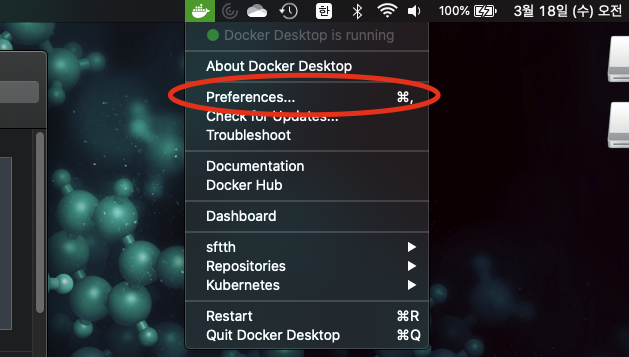 한 100% 3월 18일 (수) 오전
Docker Desktop is running
About Docker Desktop
Preferences... ⌘,
Check for Updates...
Troubleshoot
Documentation
Docker Hub
Dashboard
sftth ▶
Repositories ▶
Kubernetes ▶
Restart ⌘R
Quit Docker Desktop ⌘Q